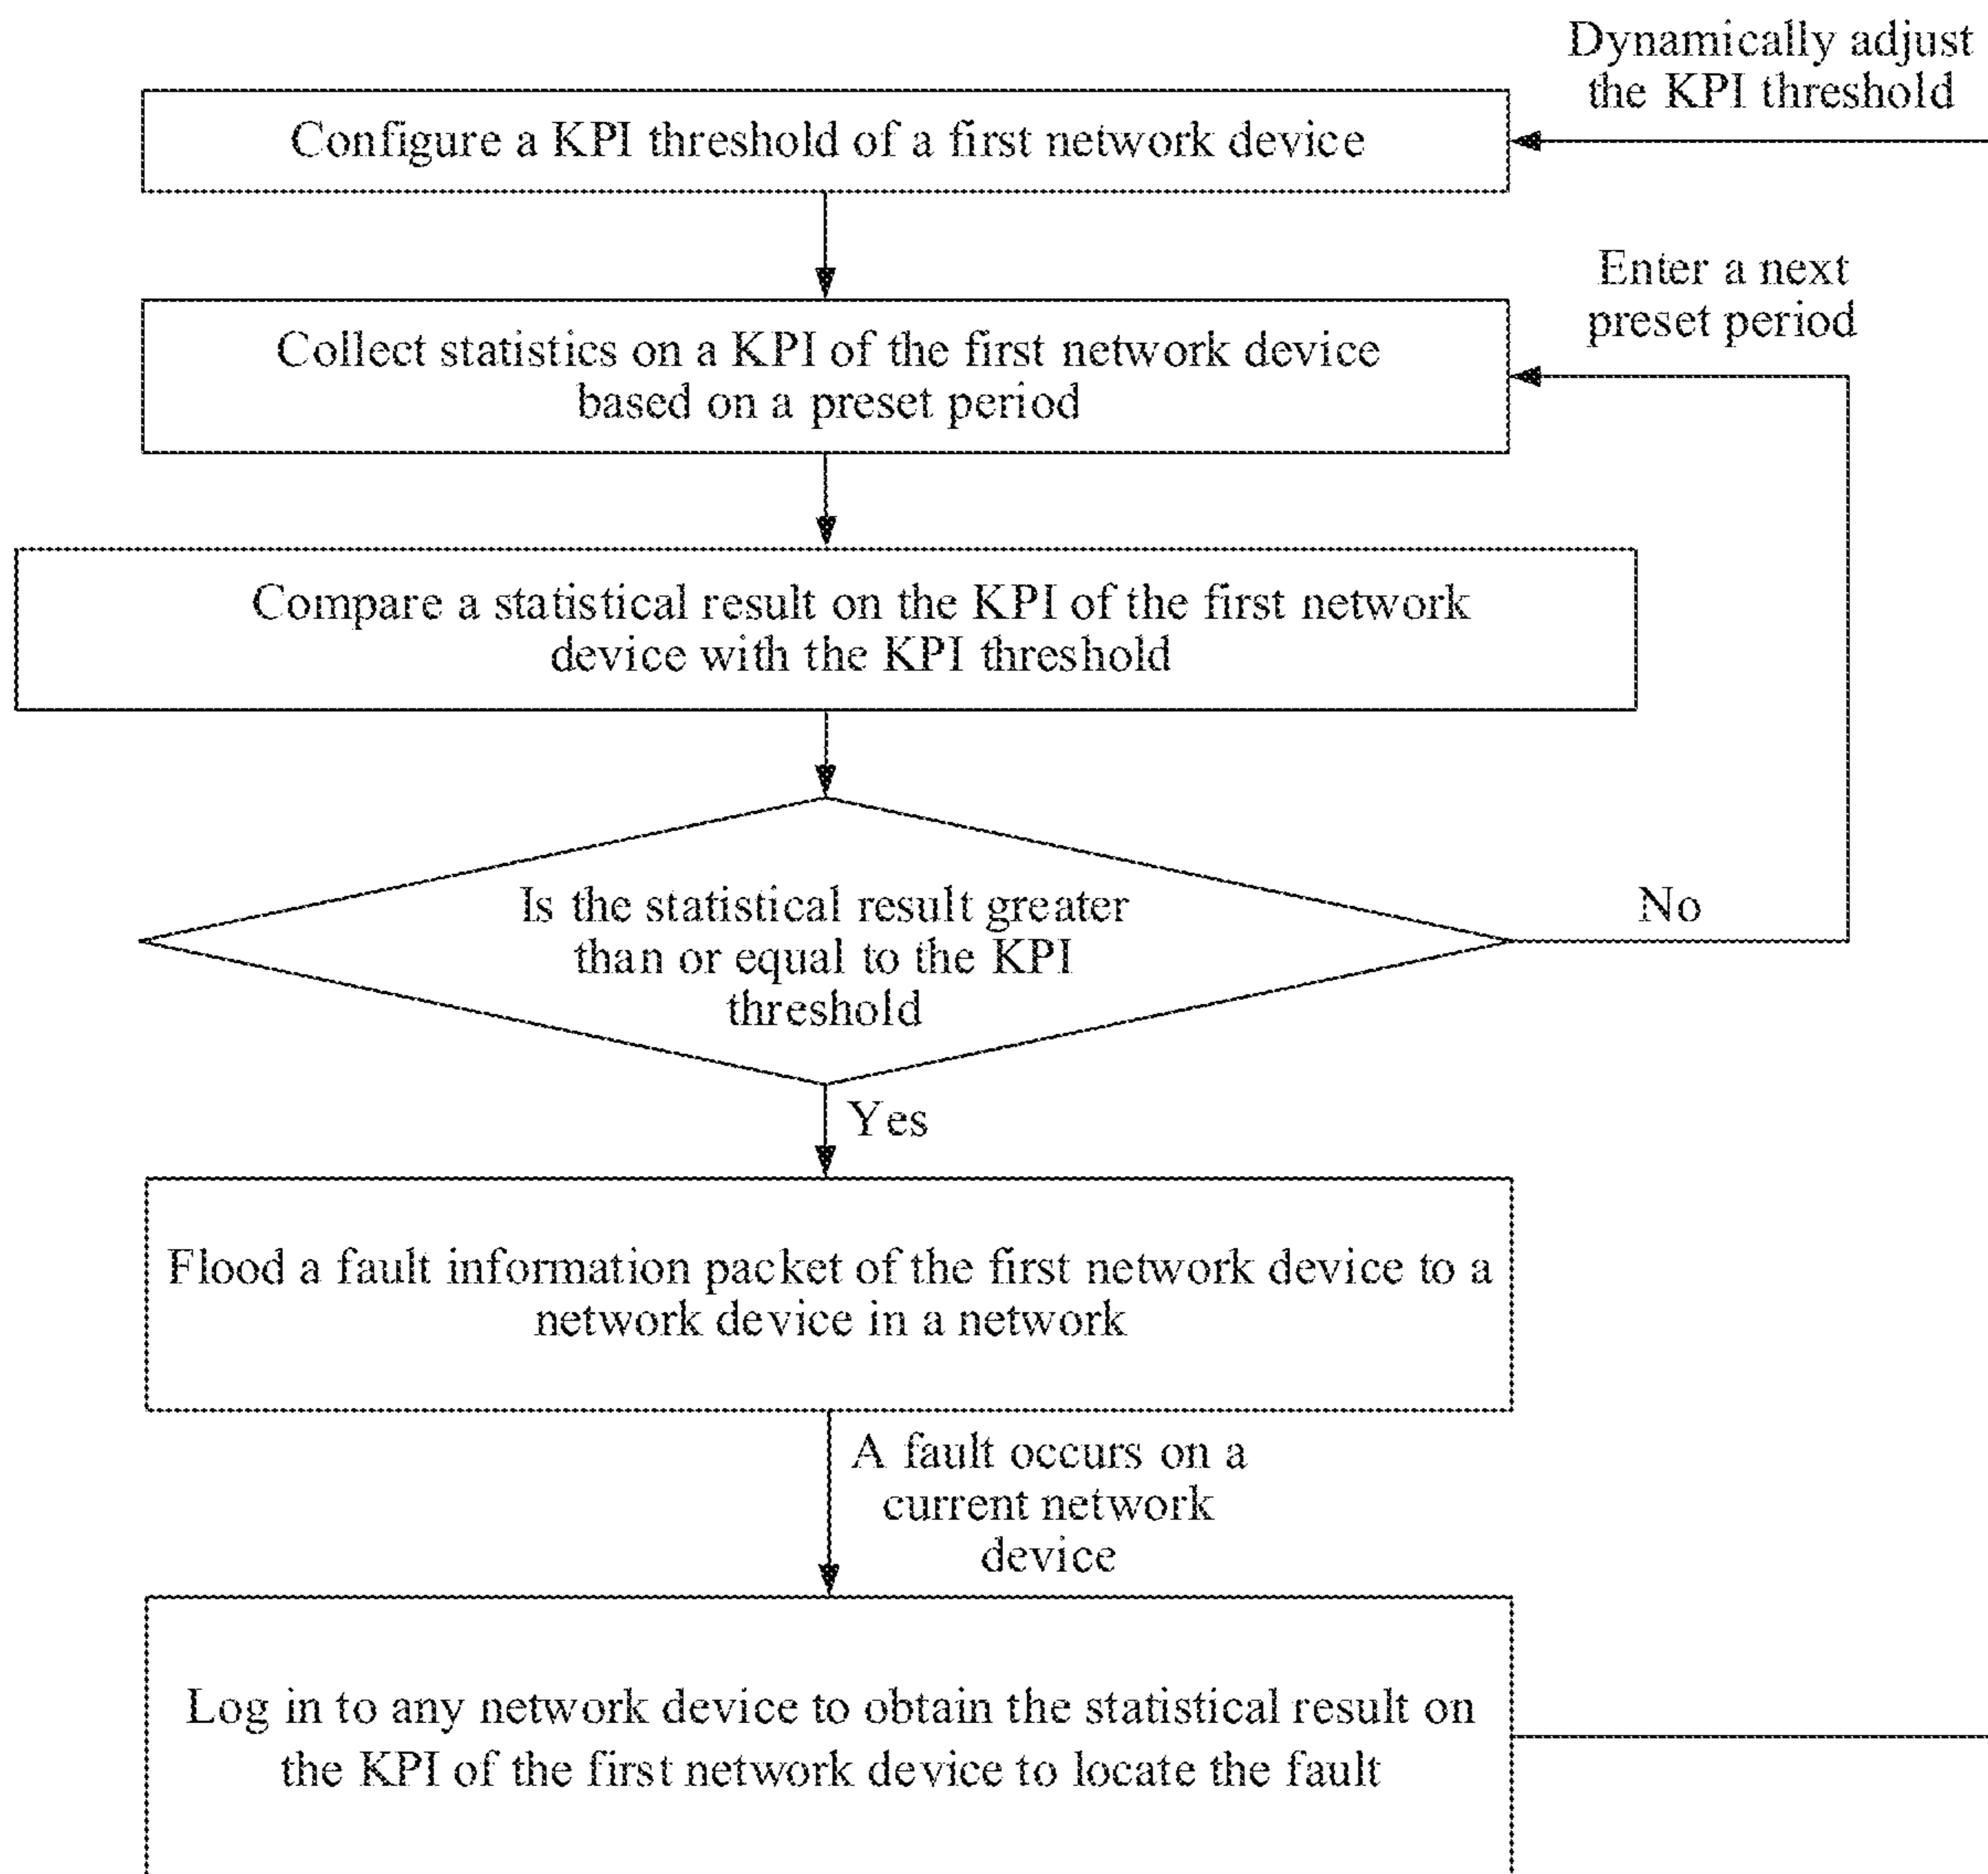 Dynamically adjust
the KPI threshold
Configure a KPI threshold of a first network device
Enter a next
preset period
Collect statistics on a KPI of the first network device
based on a preset period
Compare a statistical result on the KPI of the first network
device with the KPI threshold
Is the statistical result greater
than or equal to the KPI
threshold
No
Yes
Flood a fault information packet of the first network device to a
network device in a network
A fault occurs on a
current network
device
Log in to any network device to obtain the statistical result on
the KPI of the first network device to locate the fault